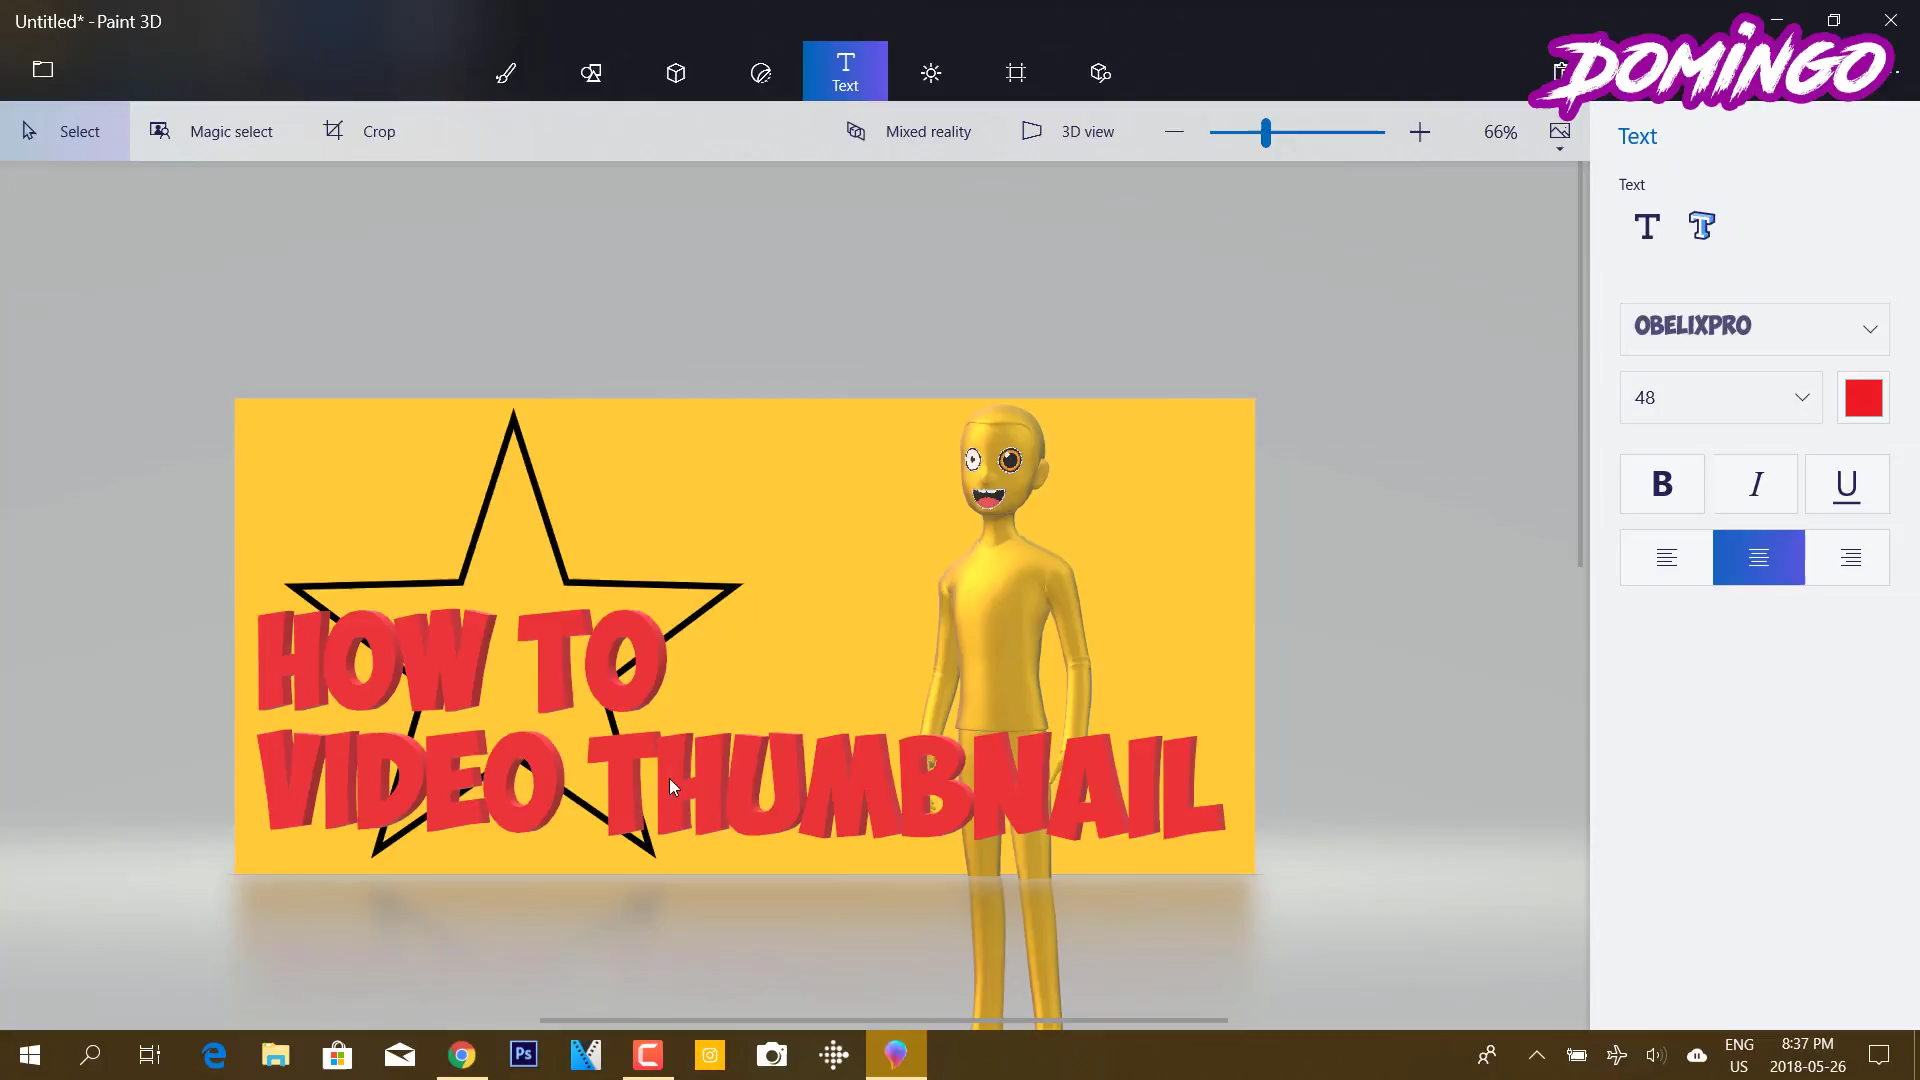 Untitled* - Paint 3D
DOMINGO
T
Text
Select
Magic select
Crop
Mixed reality
3D view
66%
Text
Text
T T
OBELIXPRO
48
B I U
HOW TO
VIDEO THUMBNAIL
Ps
ENG
US
8:37 PM
2018-05-26